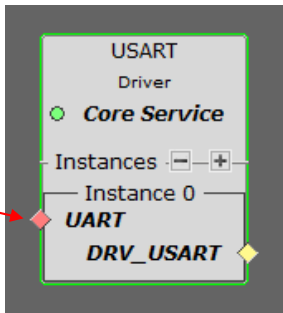 USART
Driver
Core Service
Instances - +
Instance 0
UART
DRV_USART